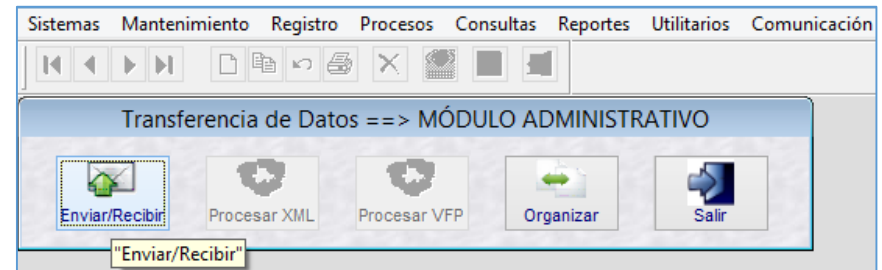 Sistemas Mantenimiento Registro Procesos Consultas Reportes Utilitarios Comunicación
Transferencia de Datos ==> MÓDULO ADMINISTRATIVO
Enviar/Recibir Procesar XML Procesar VFP Organizar Salir
"Enviar/Recibir"